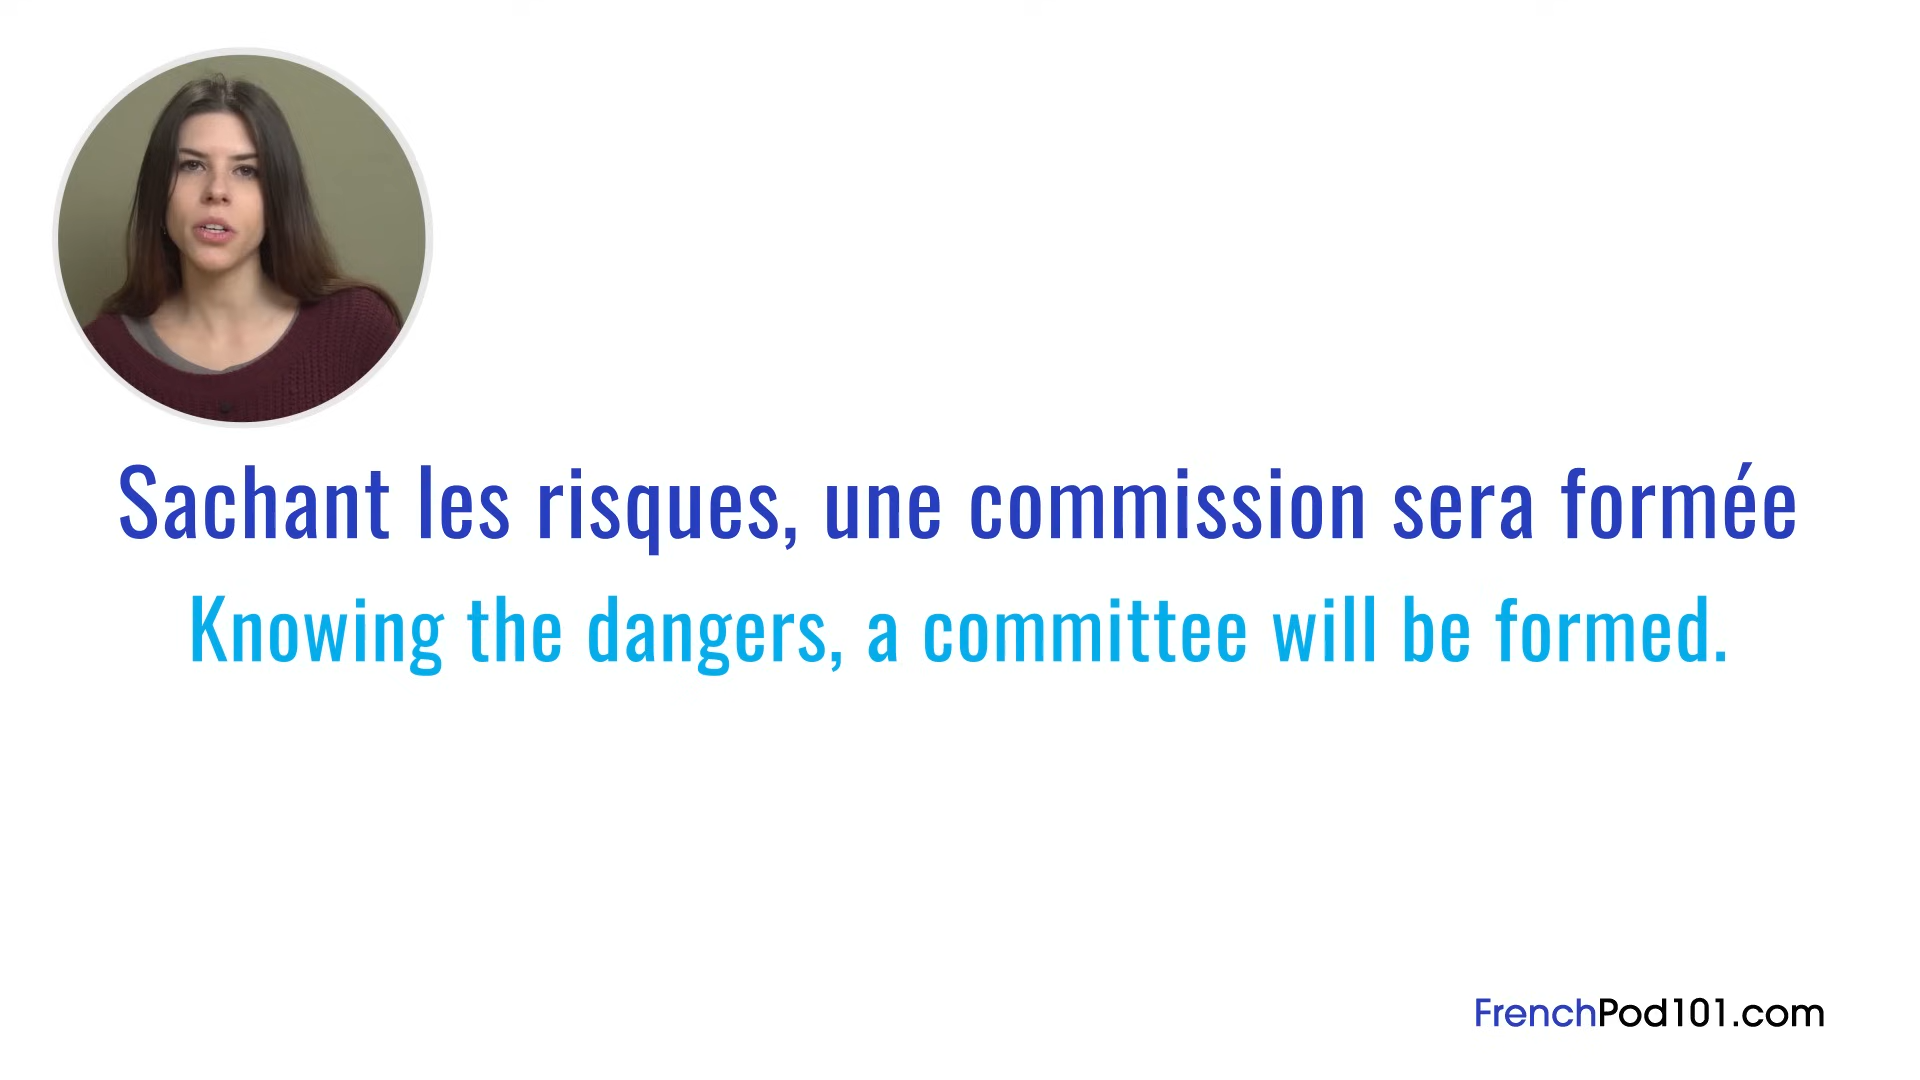 Sachant les risques, une commission sera formée
Knowing the dangers, a committee will be formed.
FrenchPod101.com